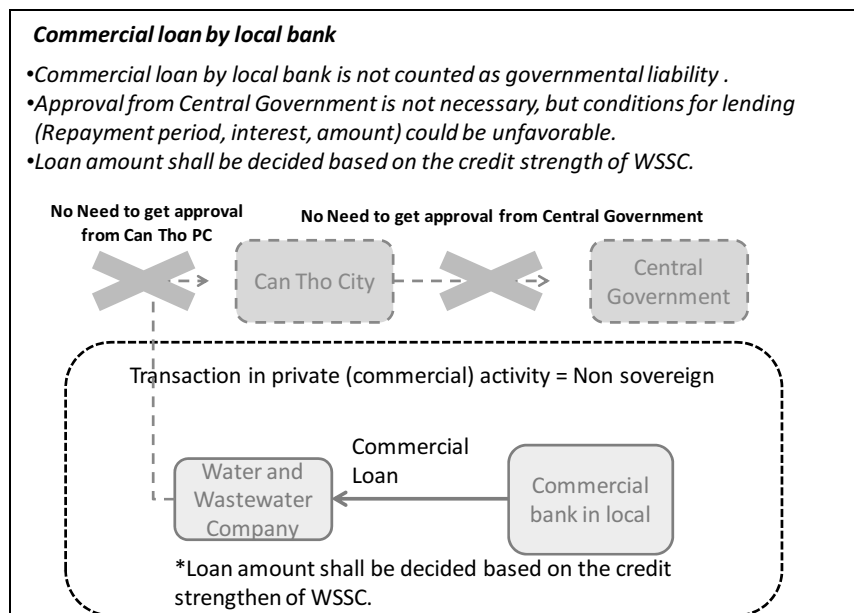 Commercial loan by local bank
•Commercial loan by local bank is not counted as governmental liability .
•Approval from Central Government is not necessary, but conditions for lending
(Repayment period, interest, amount) could be unfavorable.
•Loan amount shall be decided based on the credit strength of WSSC.
No Need to get approval
from Can Tho PC
No Need to get approval from Central Government
Can Tho City
Central
Government
Transaction in private (commercial) activity = Non sovereign
Commercial
Loan
Water and
Wastewater
Company
Commercial
bank in local
*Loan amount shall be decided based on the credit
strengthen of WSSC.